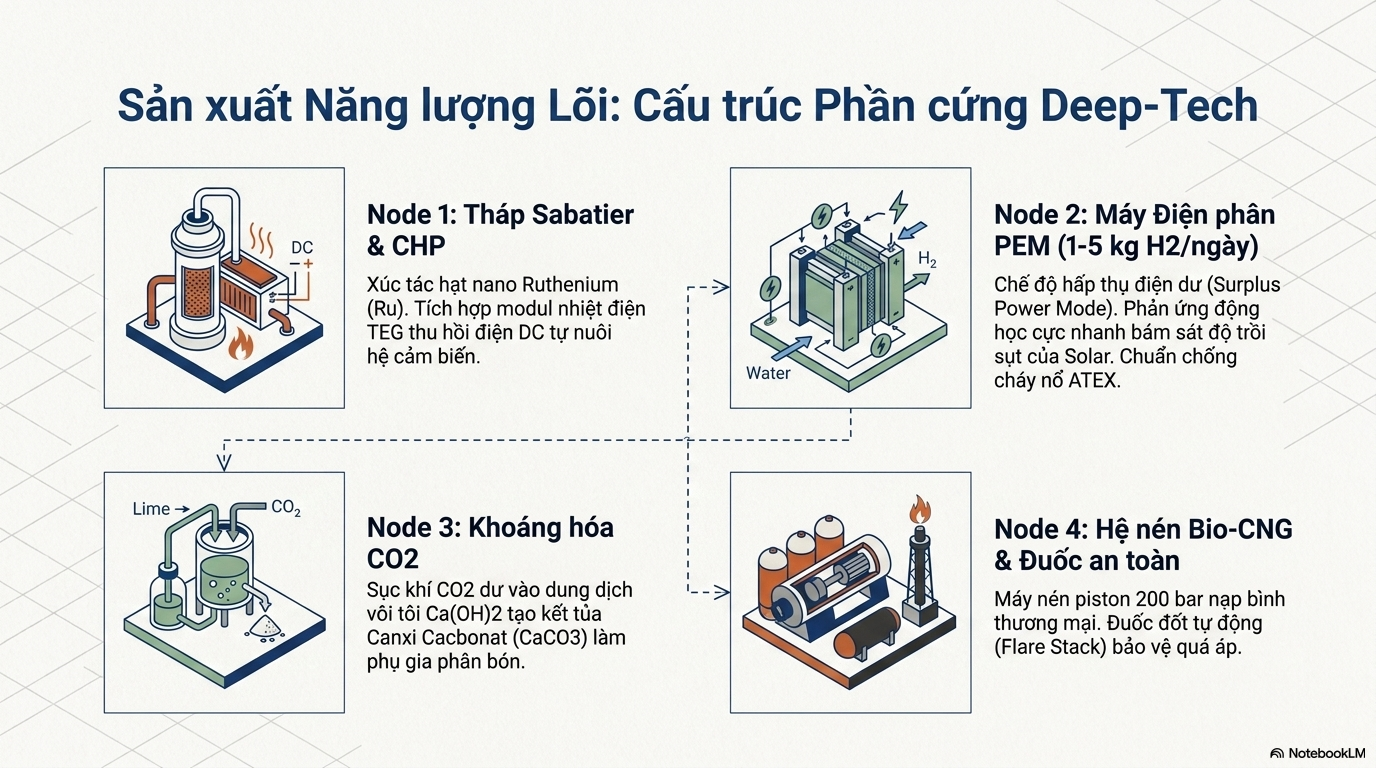 Sản xuất Năng lượng Lõi: Cấu trúc Phần cứng Deep-Tech
DC
− +
Node 1: Tháp Sabatier
& CHP
Xúc tác hạt nano Ruthenium
(Ru). Tích hợp modul nhiệt điện
TEG thu hồi điện DC tự nuôi
hệ cảm biến.
H2
Water
Node 2: Máy Điện phân
PEM (1-5 kg H2/ngày)
Chế độ hấp thụ điện dư (Surplus
Power Mode). Phản ứng động
học cực nhanh bám sát độ trồi
sụt của Solar. Chuẩn chống
cháy nổ ATEX.
Lime →
CO2
Node 3: Khoáng hóa
CO2
Sục khí CO2 dư vào dung dịch
vôi tôi Ca(OH)2 tạo kết tủa
Canxi Cacbonat (CaCO3) làm
phụ gia phân bón.
Node 4: Hệ nén Bio-CNG
& Đuốc an toàn
Máy nén piston 200 bar nạp bình
thương mại. Đuốc đốt tự động
(Flare Stack) bảo vệ quá áp.
NotebookLM